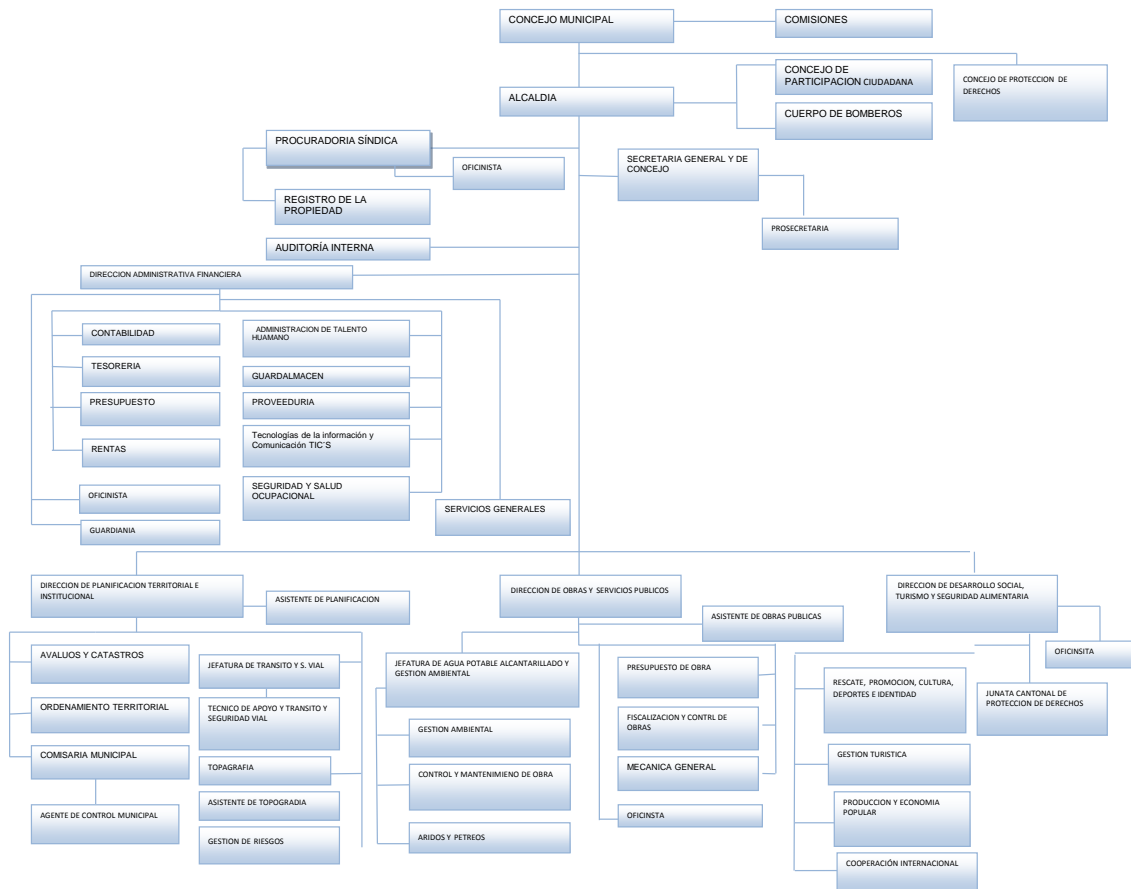 CONCEJO MUNICIPAL
COMISIONES
CONCEJO DE
PARTICIPACION CIUDADANA
CONCEJO DE PROTECCION DE
DERECHOS
ALCALDIA
CUERPO DE BOMBEROS
PROCURADORIA SÍNDICA
OFICINISTA
SECRETARIA GENERAL Y DE
CONCEJO
REGISTRO DE LA
PROPIEDAD
PROSECRETARIA
AUDITORÍA INTERNA
DIRECCION ADMINISTRATIVA FINANCIERA
CONTABILIDAD
TESORERIA
PRESUPUESTO
RENTAS
OFICINISTA
GUARDIANIA
ADMINISTRACION DE TALENTO
HUAMANO
GUARDALMACEN
PROVEEDURIA
Tecnologías de la información y
Comunicación TIC´S
SEGURIDAD Y SALUD
OCUPACIONAL
SERVICIOS GENERALES
DIRECCION DE PLANIFICACION TERRITORIAL E
INSTITUCIONAL
ASISTENTE DE PLANIFICACION
AVALUOS Y CATASTROS
ORDENAMIENTO TERRITORIAL
COMISARIA MUNICIPAL
AGENTE DE CONTROL MUNICIPAL
JEFATURA DE TRANSITO Y S. VIAL
TECNICO DE APOYO Y TRANSITO Y
SEGURIDAD VIAL
TOPAGRAFIA
ASISTENTE DE TOPOGRADIA
GESTION DE RIESGOS
DIRECCION DE OBRAS Y SERVICIOS PUBLICOS
ASISTENTE DE OBRAS PUBLICAS
JEFATURA DE AGUA POTABLE ALCANTARILLADO Y
GESTION AMBIENTAL
GESTION AMBIENTAL
CONTROL Y MANTENIMIENO DE OBRA
ARIDOS Y PETREOS
PRESUPUESTO DE OBRA
FISCALIZACION Y CONTRL DE
OBRAS
MECANICA GENERAL
OFICINSTA
DIRECCION DE DESARROLLO SOCIAL,
TURISMO Y SEGURIDAD ALIMENTARIA
OFICINSITA
RESCATE, PROMOCION, CULTURA,
DEPORTES E IDENTIDAD
JUNATA CANTONAL DE
PROTECCION DE DERECHOS
GESTION TURISTICA
PRODUCCION Y ECONOMIA
POPULAR
COOPERACIÓN INTERNACIONAL